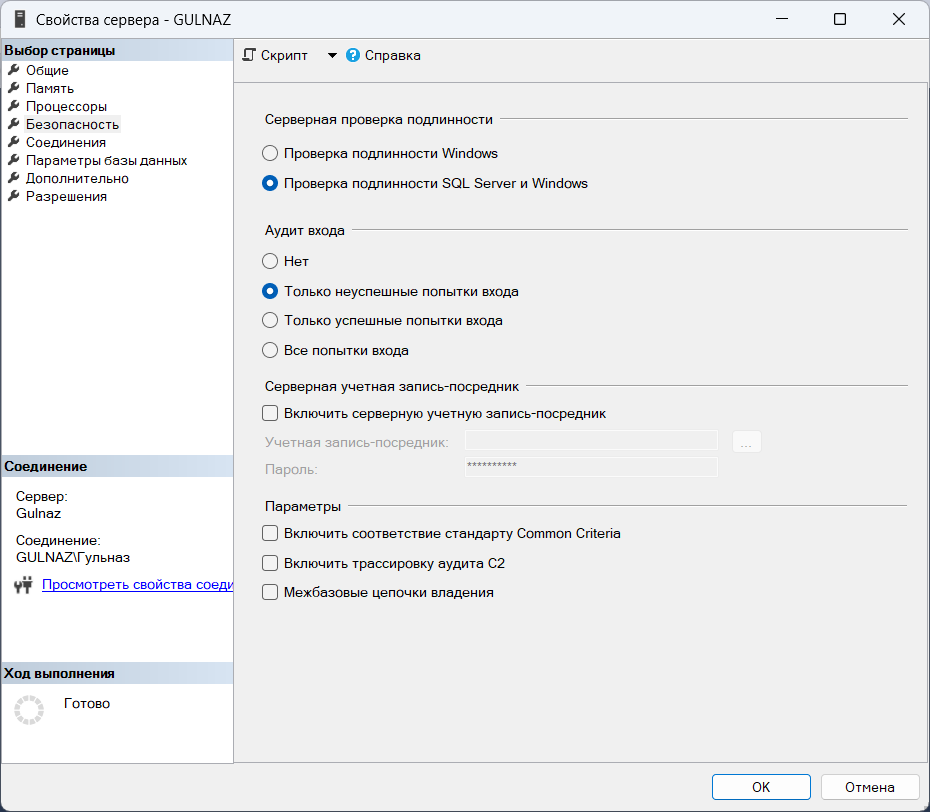 Свойства сервера - GULNAZ
Выбор страницы
Общие
Память
Процессоры
Безопасность
Соединения
Параметры базы данных
Дополнительно
Разрешения
Соединение
Сервер:
Gulnaz
Соединение:
GULNAZ\Гульназ
Просмотреть свойства соеди
Ход выполнения
Готово
Скрипт
Справка
Серверная проверка подлинности
Проверка подлинности Windows
Проверка подлинности SQL Server и Windows
Аудит входа
Нет
Только неуспешные попытки входа
Только успешные попытки входа
Все попытки входа
Серверная учетная запись-посредник
Включить серверную учетную запись-посредник
Учетная запись-посредник:
...
Пароль:
**********
Параметры
Включить соответствие стандарту Common Criteria
Включить трассировку аудита C2
Межбазовые цепочки владения
OK
Отмена